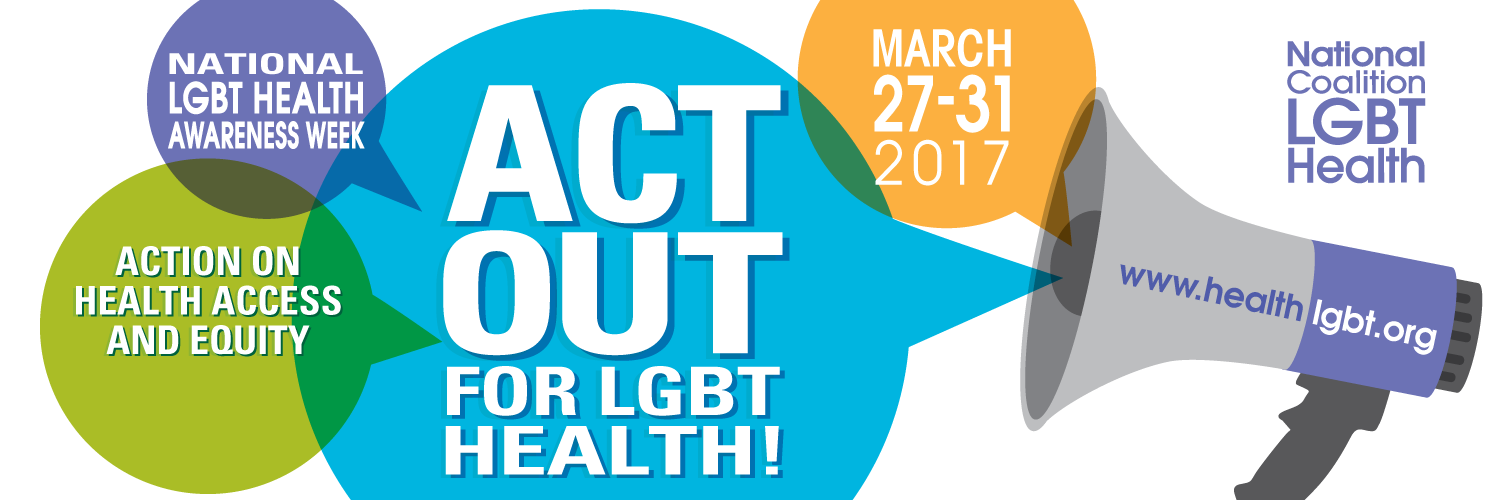 NATIONAL
LGBT HEALTH
AWARENESS WEEK
ACTION ON
HEALTH ACCESS
AND EQUITY
ACT
OUT
FOR LGBT
HEALTH!
MARCH
27-31
2017
www.healthlgbt.org
National
Coalition
LGBT
Health